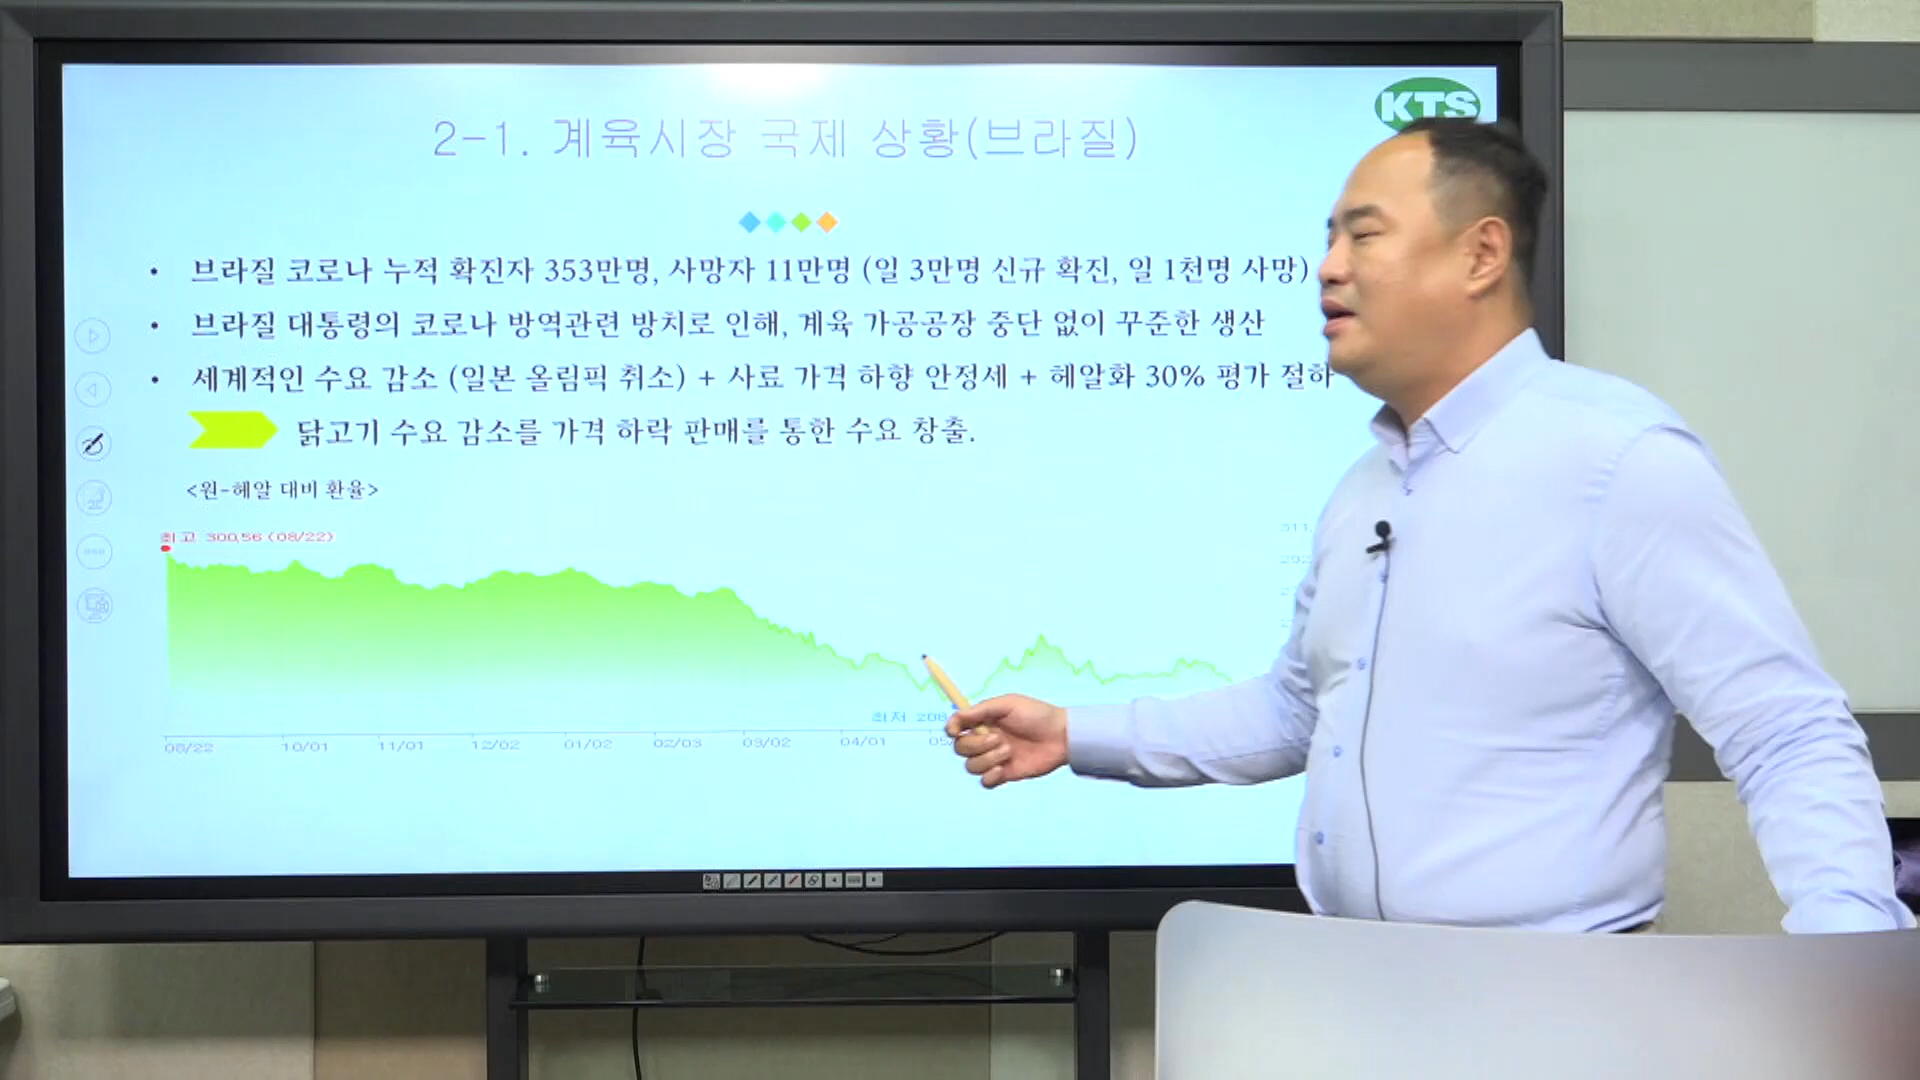 KTS
2-1. 계육시장 국제 상황(브라질)
• 브라질 코로나 누적 확진자 353만명, 사망자 11만명 (일 3만명 신규 확진, 일 1천명 사망)
• 브라질 대통령의 코로나 방역관련 방치로 인해, 계육 가공공장 중단 없이 꾸준한 생산
• 세계적인 수요 감소 (일본 올림픽 취소) + 사료 가격 하향 안정세 + 헤알화 30% 평가 절하
닭고기 수요 감소를 가격 하락 판매를 통한 수요 창출.
<원-헤알 대비 환율>
최고 300.56 (08/22)
311.
292
최저 208
08/22 10/01 11/01 12/02 01/02 02/03 03/02 04/01 05